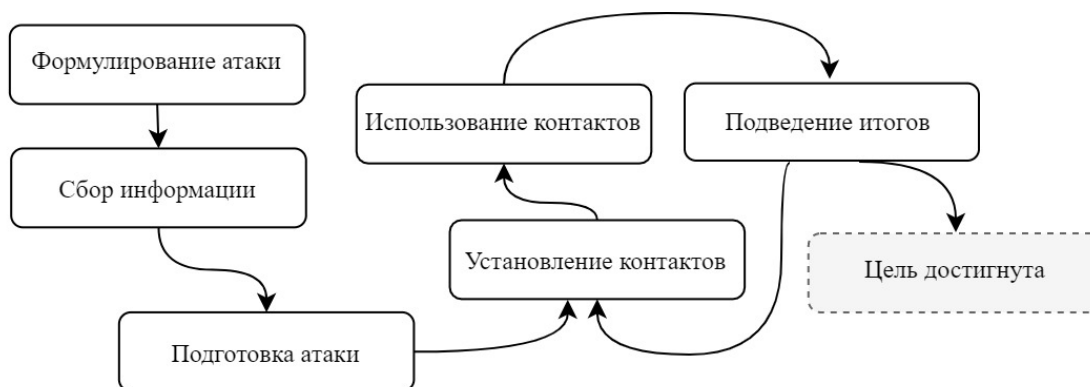 Формулирование атаки
Сбор информации
Подготовка атаки
Установление контактов
Использование контактов
Подведение итогов
Цель достигнута